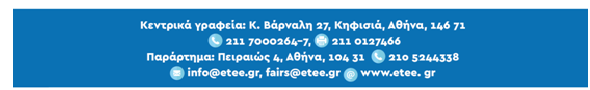 Κεντρικά γραφεία: Κ. Βάρναλη 27, Κηφισιά, Αθήνα, 146 71
211 7000264-7, 211 0127466
Παράρτημα: Πειραιώς 4, Αθήνα, 104 31 210 5244538
info@etee.gr, fairs@etee.gr www.etee. gr